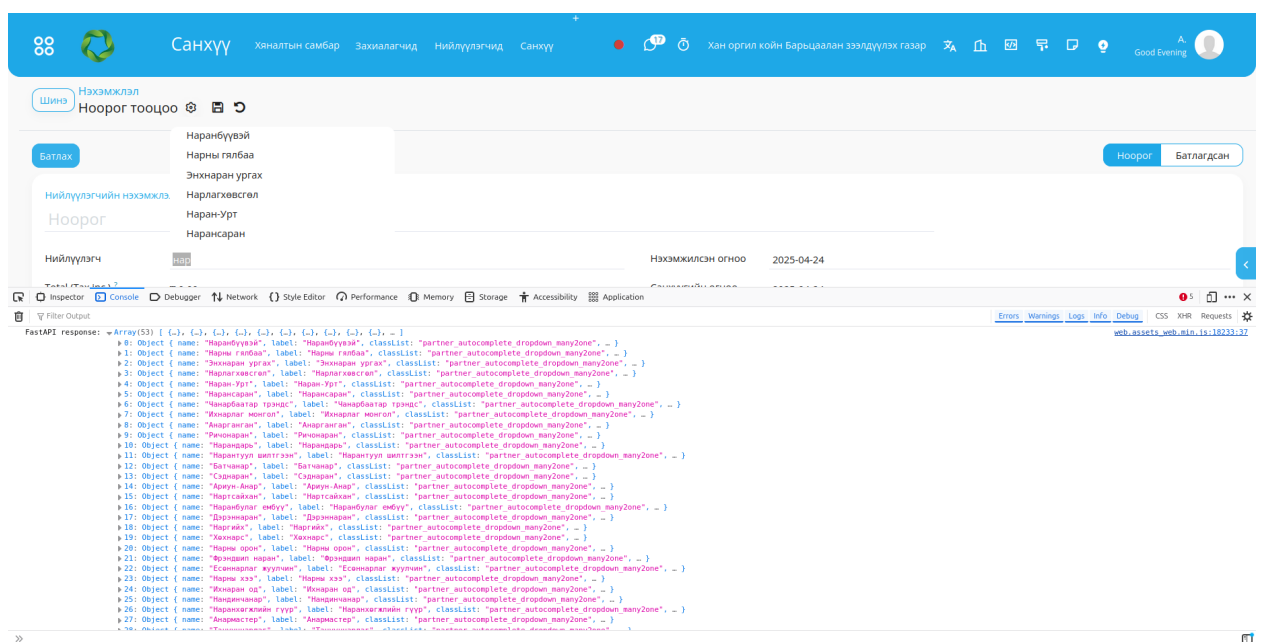 Санхүү Хяналтын самбар Захиалагчид Нийлүүлэгчид Санхүү 17 Хан оргил койн Барьцаалан зээлдүүлэх газар A. Good Evening
Шинэ Нэхэмжлэл
Ноорог тооцоо
Батлах
Ноорог Батлагдсан
Наранбүүвэй
Нарны гялбаа
Энхнаран ургах
Нарлагхөвсгөл
Наран-Урт
Нарансаран
Нийлүүлэгчийн нэхэмжлэ
Ноорог
Нийлүүлэгч нар Нэхэмжилсэн огноо 2025-04-24
Inspector Console Debugger Network {} Style Editor Performance Memory Storage Accessibility Application 5
Filter Output Errors Warnings Logs Info Debug CSS XHR Requests
FastAPI response: Array(53) [ {…}, {…}, {…}, {…}, {…}, {…}, {…}, {…}, {…}, {…}, … ] web.assets_web.min.js:18233:37
0: Object { name: "Наранбүүвэй", label: "Наранбүүвэй", classList: "partner_autocomplete_dropdown_many2one", … }
1: Object { name: "Нарны гялбаа", label: "Нарны гялбаа", classList: "partner_autocomplete_dropdown_many2one", … }
2: Object { name: "Энхнаран ургах", label: "Энхнаран ургах", classList: "partner_autocomplete_dropdown_many2one", … }
3: Object { name: "Нарлагхөвсгөл", label: "Нарлагхөвсгөл", classList: "partner_autocomplete_dropdown_many2one", … }
4: Object { name: "Наран-Урт", label: "Наран-Урт", classList: "partner_autocomplete_dropdown_many2one", … }
5: Object { name: "Нарансаран", label: "Нарансаран", classList: "partner_autocomplete_dropdown_many2one", … }
6: Object { name: "Чанарбаатар трэндс", label: "Чанарбаатар трэндс", classList: "partner_autocomplete_dropdown_many2one", … }
7: Object { name: "Ихнарлаг монгол", label: "Ихнарлаг монгол", classList: "partner_autocomplete_dropdown_many2one", … }
8: Object { name: "Анарганган", label: "Анарганган", classList: "partner_autocomplete_dropdown_many2one", … }
9: Object { name: "Ричонаран", label: "Ричонаран", classList: "partner_autocomplete_dropdown_many2one", … }
10: Object { name: "Нарандарь", label: "Нарандарь", classList: "partner_autocomplete_dropdown_many2one", … }
11: Object { name: "Нарантуул шилтгээн", label: "Нарантуул шилтгээн", classList: "partner_autocomplete_dropdown_many2one", … }
12: Object { name: "Батчанар", label: "Батчанар", classList: "partner_autocomplete_dropdown_many2one", … }
13: Object { name: "Сэднаран", label: "Сэднаран", classList: "partner_autocomplete_dropdown_many2one", … }
14: Object { name: "Ариун-Анар", label: "Ариун-Анар", classList: "partner_autocomplete_dropdown_many2one", … }
15: Object { name: "Нартсайхан", label: "Нартсайхан", classList: "partner_autocomplete_dropdown_many2one", … }
16: Object { name: "Наранбулаг ембүү", label: "Наранбулаг ембүү", classList: "partner_autocomplete_dropdown_many2one", … }
17: Object { name: "Дэрэннаран", label: "Дэрэннаран", classList: "partner_autocomplete_dropdown_many2one", … }
18: Object { name: "Наргийх", label: "Наргийх", classList: "partner_autocomplete_dropdown_many2one", … }
19: Object { name: "Хөхнарс", label: "Хөхнарс", classList: "partner_autocomplete_dropdown_many2one", … }
20: Object { name: "Нарны орон", label: "Нарны орон", classList: "partner_autocomplete_dropdown_many2one", … }
21: Object { name: "Фрэндшип наран", label: "Фрэндшип наран", classList: "partner_autocomplete_dropdown_many2one", … }
22: Object { name: "Есөннарлаг жуулчин", label: "Есөннарлаг жуулчин", classList: "partner_autocomplete_dropdown_many2one", … }
23: Object { name: "Нарны хээ", label: "Нарны хээ", classList: "partner_autocomplete_dropdown_many2one", … }
24: Object { name: "Ихнаран од", label: "Ихнаран од", classList: "partner_autocomplete_dropdown_many2one", … }
25: Object { name: "Нандинчанар", label: "Нандинчанар", classList: "partner_autocomplete_dropdown_many2one", … }
26: Object { name: "Наранхөгжлийн гүүр", label: "Наранхөгжлийн гүүр", classList: "partner_autocomplete_dropdown_many2one", … }
27: Object { name: "Анармастер", label: "Анармастер", classList: "partner_autocomplete_dropdown_many2one", … }